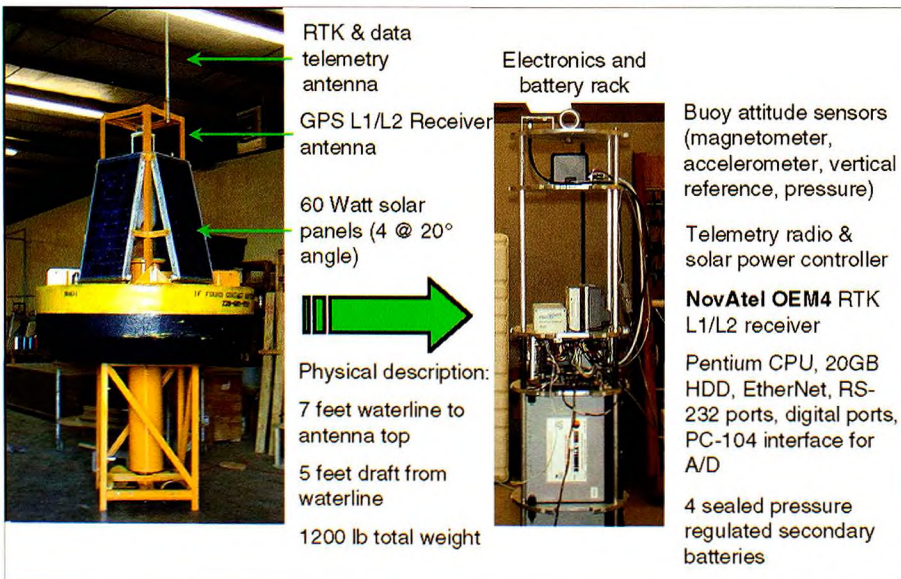 RTK & data
telemetry
antenna
GPS L1/L2 Receiver
antenna
60 Watt solar
panels (4 @ 20°
angle)
Physical description:
7 feet waterline to
antenna top
5 feet draft from
waterline
1200 lb total weight
Electronics and
battery rack
Buoy attitude sensors
(magnetometer,
accelerometer, vertical
reference, pressure)
Telemetry radio &
solar power controller
NovAtel OEM4 RTK
L1/L2 receiver
Pentium CPU, 20GB
HDD, EtherNet, RS-
232 ports, digital ports,
PC-104 interface for
A/D
4 sealed pressure
regulated secondary
batteries
IF FOUND